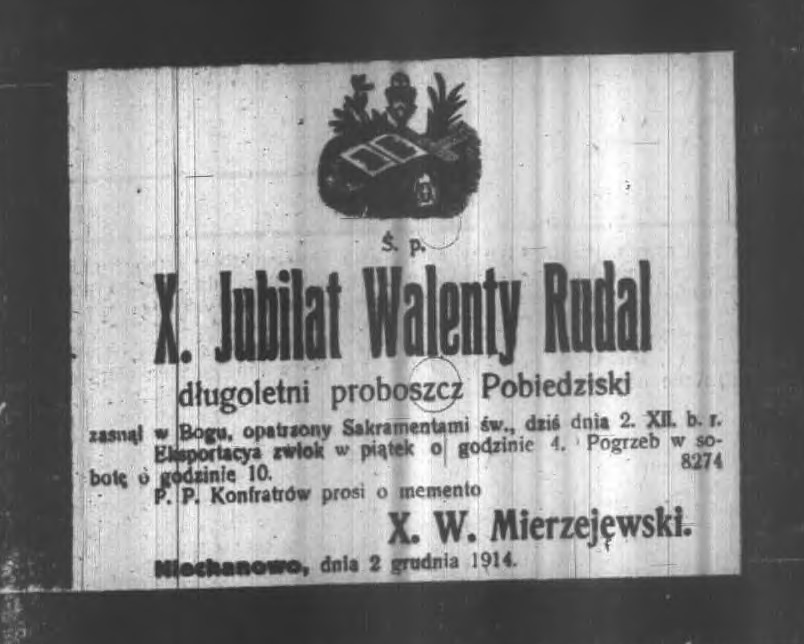 Ś. p.
X. Jubilat Walenty Rudal
długoletni proboszcz Pobiedziski
zasnął w Bogu, opatrzony Sakramentami św., dziś dnia 2. XII. b. r.
Eksportacya zwłok w piątek o godzinie 4. Pogrzeb w so-
botę o godzinie 10. 8274
P. P. Konfratrów prosi o memento
X. W. Mierzejewski.
Niechanowo, dnia 2 grudnia 1914.